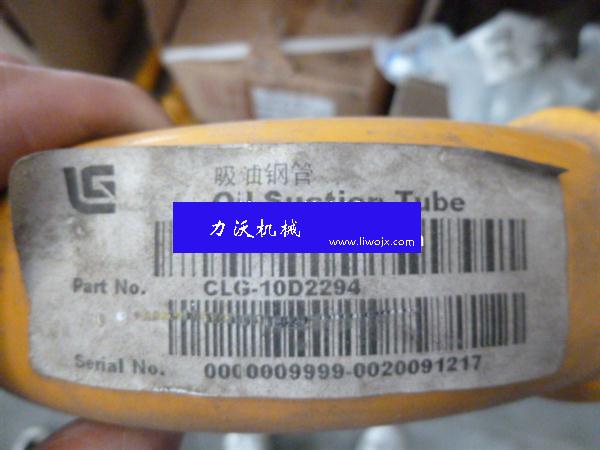 LG
吸油钢管
Oil Suction Tube
力沃机械
www.liwojx.com
Part No. CLG-10D2294
Serial No. 0000009999-0020091217